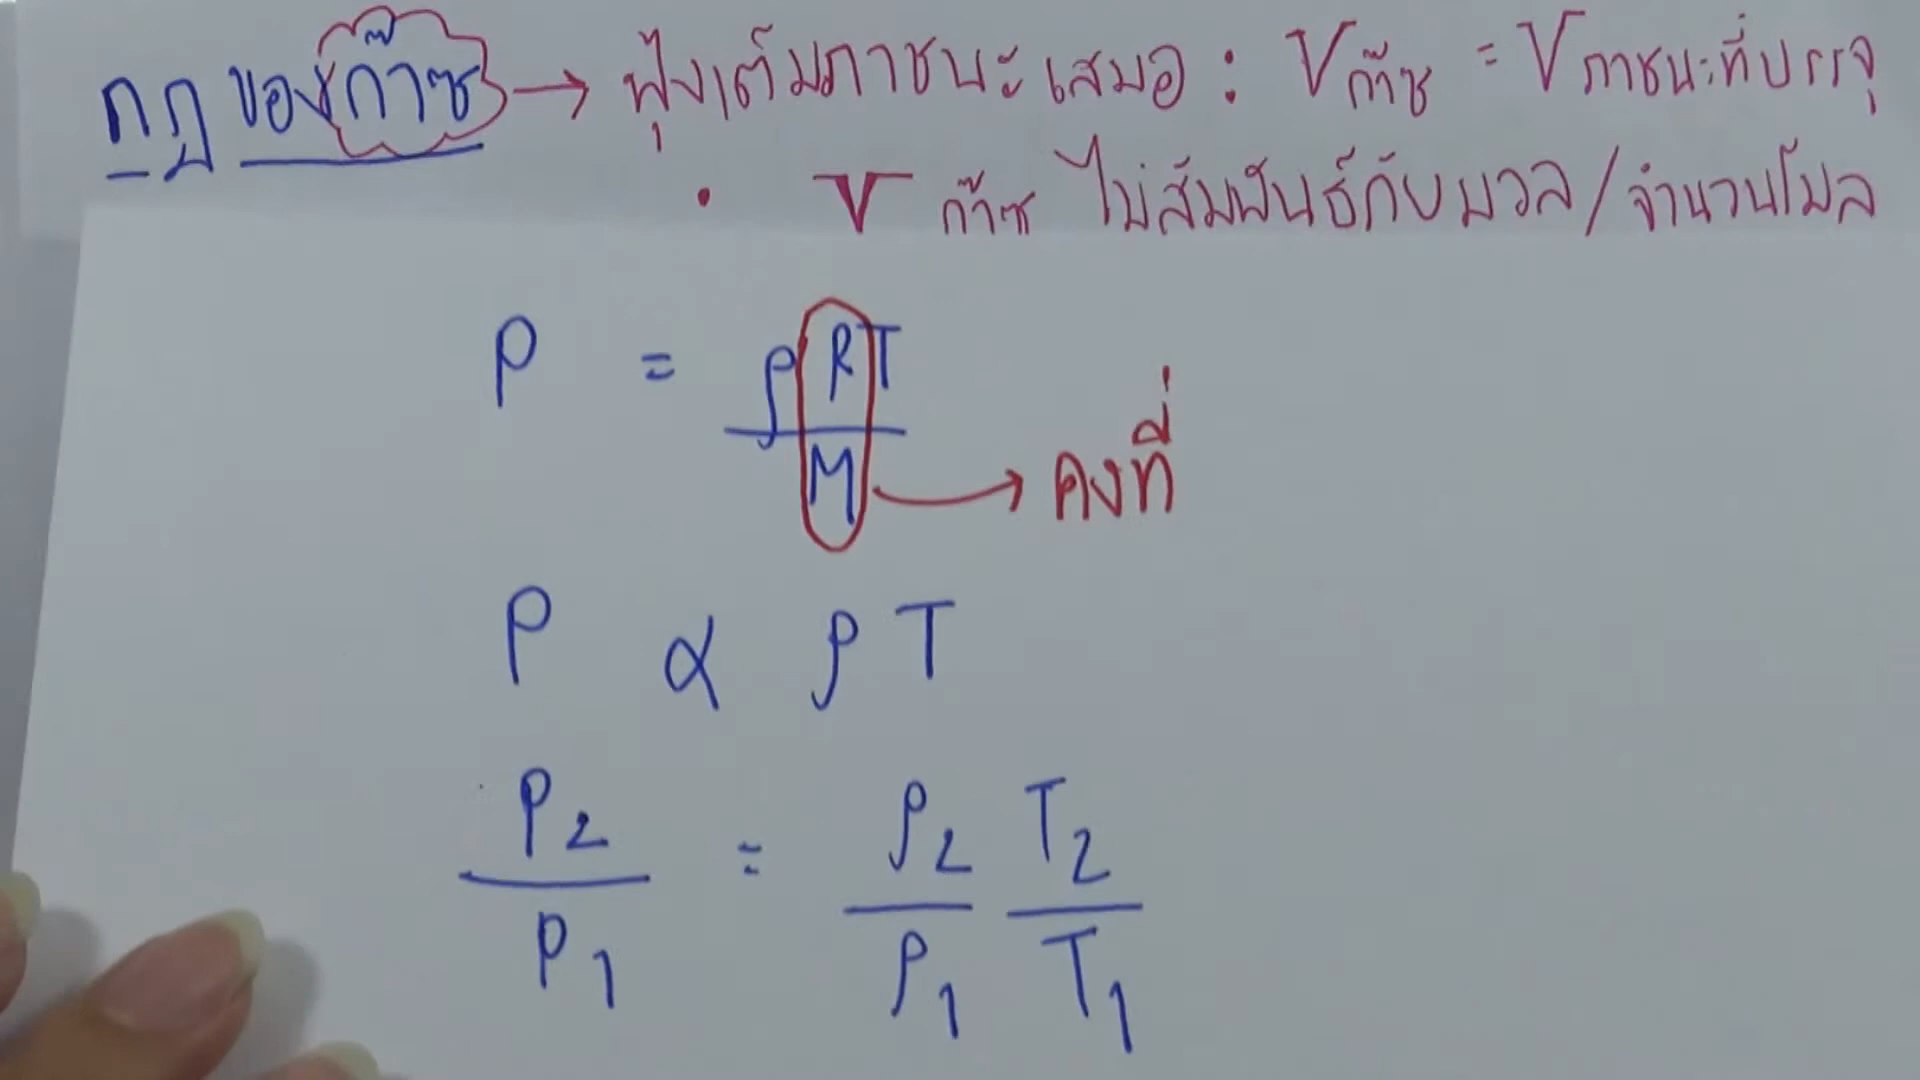 กฎของก๊าซ → ฟุ้งเต็มภาชนะเสมอ : V ก๊าซ = V ภาชนะที่บรรจุ
• V ก๊าซ ไม่สัมพันธ์กับมวล/จำนวนโมล
P = ρRT
M → คงที่
P ∝ ρT
P2 = ρ2 T2
P1 ρ1 T1